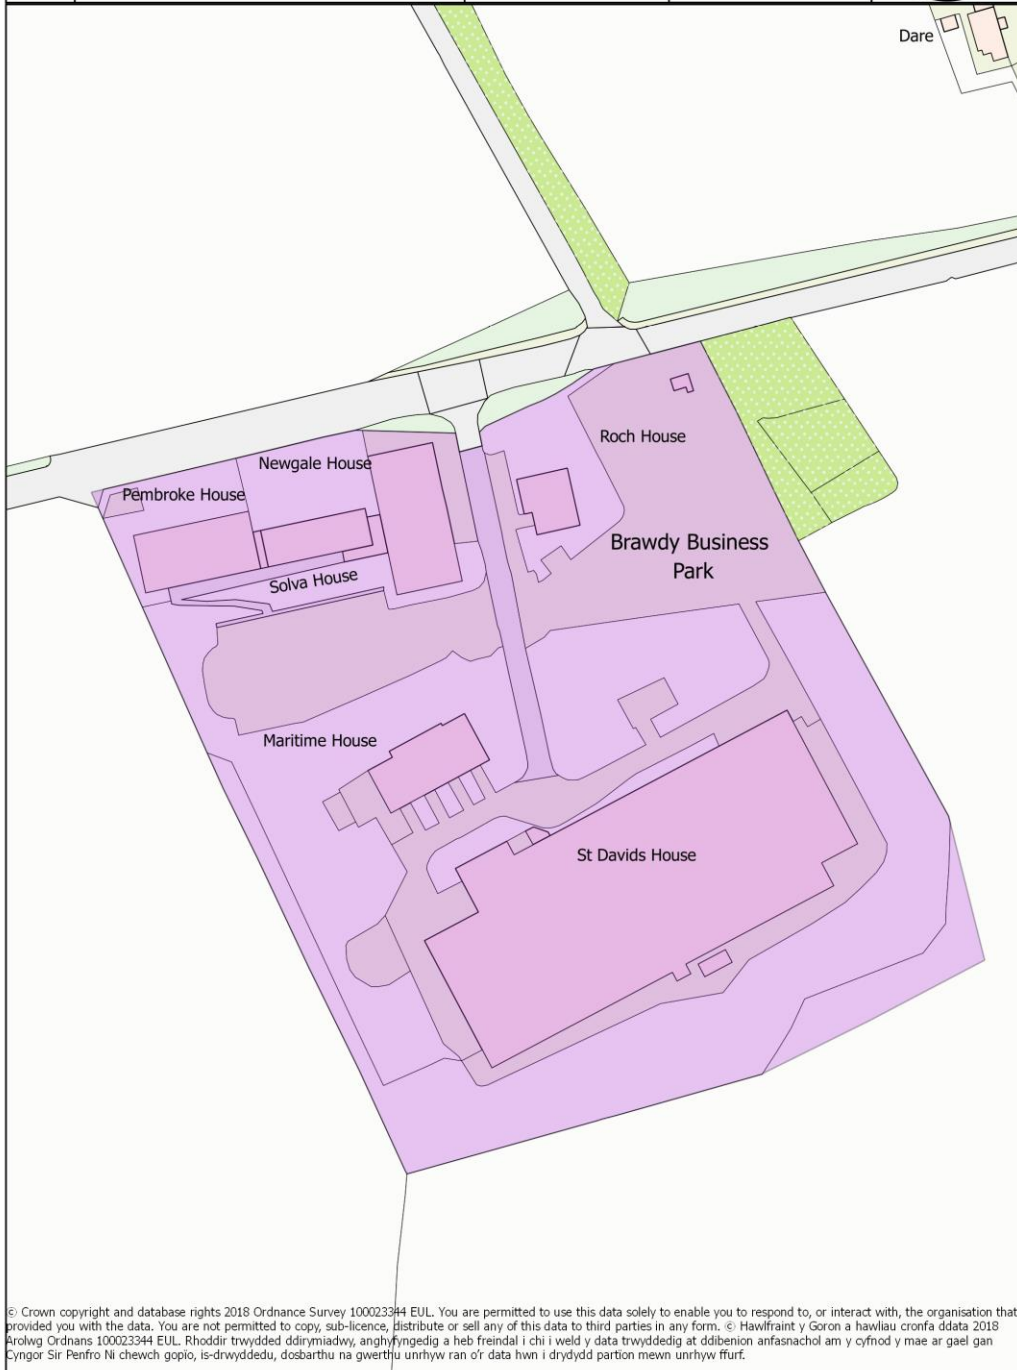 Dare
Roch House
Newgale House
Pembroke House
Brawdy Business
Park
Solva House
Maritime House
St Davids House
© Crown copyright and database rights 2018 Ordnance Survey 100023344 EUL. You are permitted to use this data solely to enable you to respond to, or interact with, the organisation that
provided you with the data. You are not permitted to copy, sub-licence, distribute or sell any of this data to third parties in any form. © Hawlfraint y Goron a hawliau cronfa ddata 2018
Arolwg Ordnans 100023344 EUL. Rhoddir trwydded ddirymiadwy, anghyfyngedig a heb freindal i chi i weld y data trwyddedig at ddibenion anfasnachol am y cyfnod y mae ar gael gan
Cyngor Sir Penfro Ni chewch gopïo, is-drwyddedu, dosbarthu na gwerthu unrhyw ran o'r data hwn i drydydd partion mewn unrhyw ffurf.